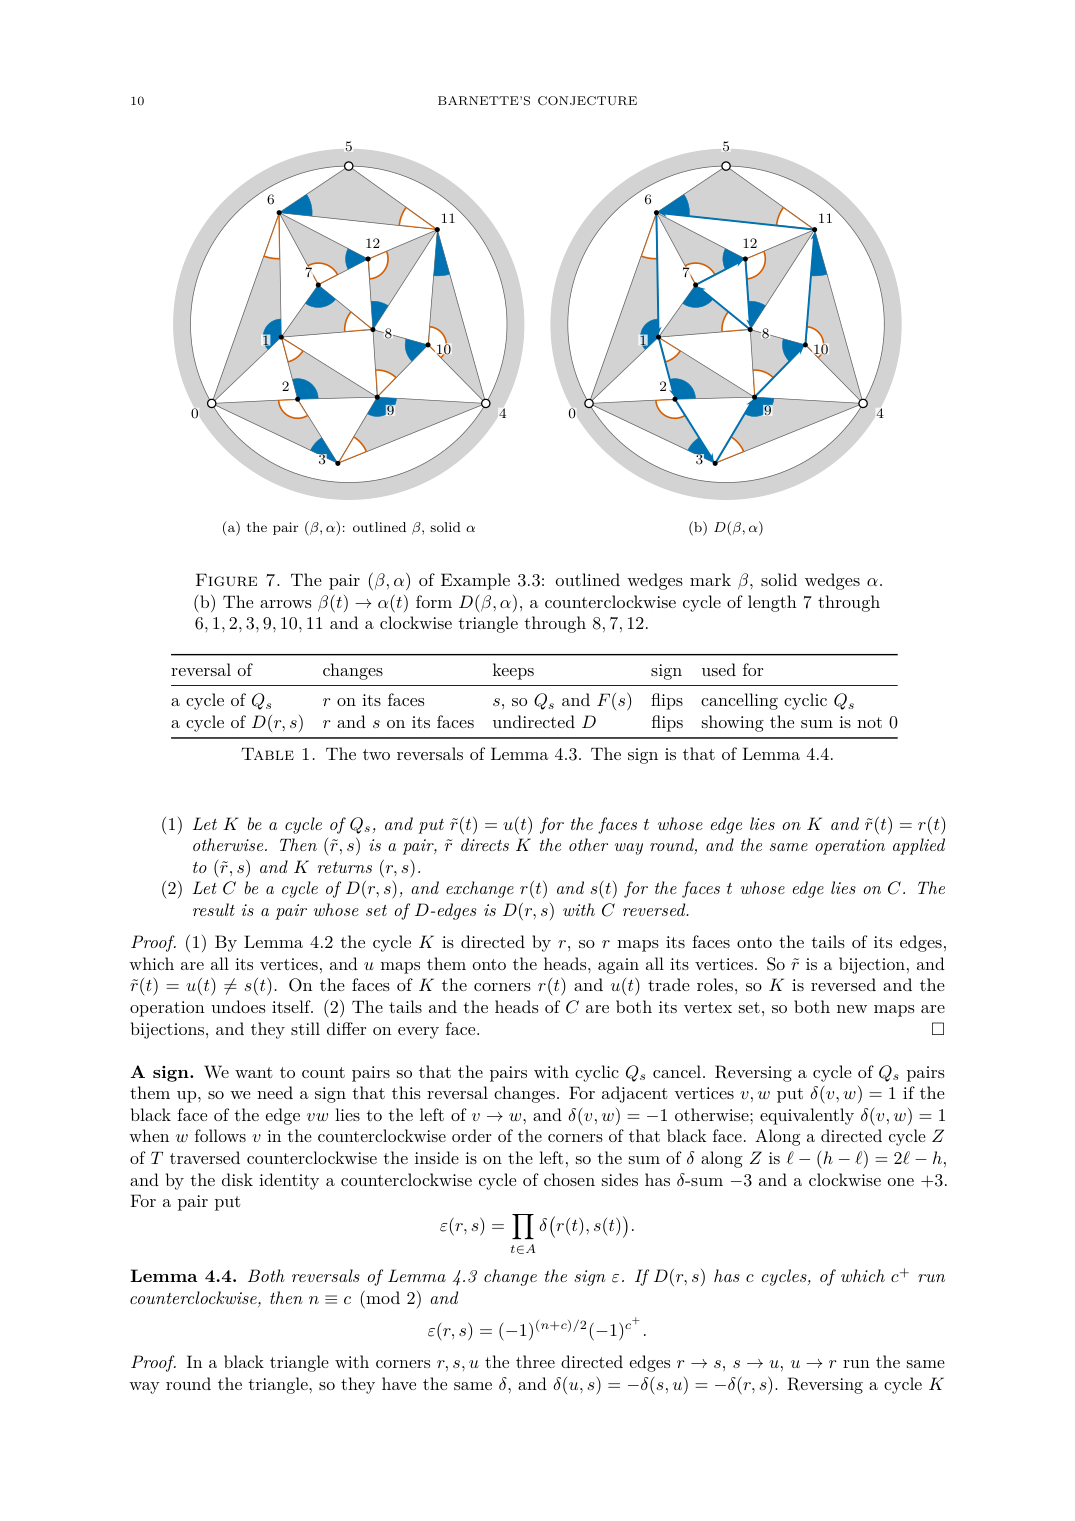 10
BARNETTE'S CONJECTURE
5
6
11
12
7
1
8
10
2
9
0
4
3
5
6
11
12
7
1
8
10
2
9
0
4
3
(a) the pair (β, α): outlined β, solid α
(b) D(β, α)
FIGURE 7. The pair (β, α) of Example 3.3: outlined wedges mark β, solid wedges α.
(b) The arrows β(t) → α(t) form D(β, α), a counterclockwise cycle of length 7 through
6, 1, 2, 3, 9, 10, 11 and a clockwise triangle through 8, 7, 12.
reversal of changes keeps sign used for
a cycle of Qₛ r on its faces s, so Qₛ and F(s) flips cancelling cyclic Qₛ
a cycle of D(r, s) r and s on its faces undirected D flips showing the sum is not 0
TABLE 1. The two reversals of Lemma 4.3. The sign is that of Lemma 4.4.
(1) Let K be a cycle of Qₛ, and put r̃(t) = u(t) for the faces t whose edge lies on K and r̃(t) = r(t)
otherwise. Then (r̃, s) is a pair, r̃ directs K the other way round, and the same operation applied
to (r̃, s) and K returns (r, s).
(2) Let C be a cycle of D(r, s), and exchange r(t) and s(t) for the faces t whose edge lies on C. The
result is a pair whose set of D-edges is D(r, s) with C reversed.
Proof. (1) By Lemma 4.2 the cycle K is directed by r, so r maps its faces onto the tails of its edges,
which are all its vertices, and u maps them onto the heads, again all its vertices. So r̃ is a bijection, and
r̃(t) = u(t) ≠ s(t). On the faces of K the corners r(t) and u(t) trade roles, so K is reversed and the
operation undoes itself. (2) The tails and the heads of C are both its vertex set, so both new maps are
bijections, and they still differ on every face. □
A sign. We want to count pairs so that the pairs with cyclic Qₛ cancel. Reversing a cycle of Qₛ pairs
them up, so we need a sign that this reversal changes. For adjacent vertices v, w put δ(v, w) = 1 if the
black face of the edge vw lies to the left of v → w, and δ(v, w) = −1 otherwise; equivalently δ(v, w) = 1
when w follows v in the counterclockwise order of the corners of that black face. Along a directed cycle Z
of T traversed counterclockwise the inside is on the left, so the sum of δ along Z is ℓ − (h − ℓ) = 2ℓ − h,
and by the disk identity a counterclockwise cycle of chosen sides has δ-sum −3 and a clockwise one +3.
For a pair put
ε(r, s) = ∏ δ(r(t), s(t)).
t∈A
Lemma 4.4. Both reversals of Lemma 4.3 change the sign ε. If D(r, s) has c cycles, of which c⁺ run
counterclockwise, then n ≡ c (mod 2) and
ε(r, s) = (−1)^{(n+c)/2}(−1)^{c⁺}.
Proof. In a black triangle with corners r, s, u the three directed edges r → s, s → u, u → r run the same
way round the triangle, so they have the same δ, and δ(u, s) = −δ(s, u) = −δ(r, s). Reversing a cycle K